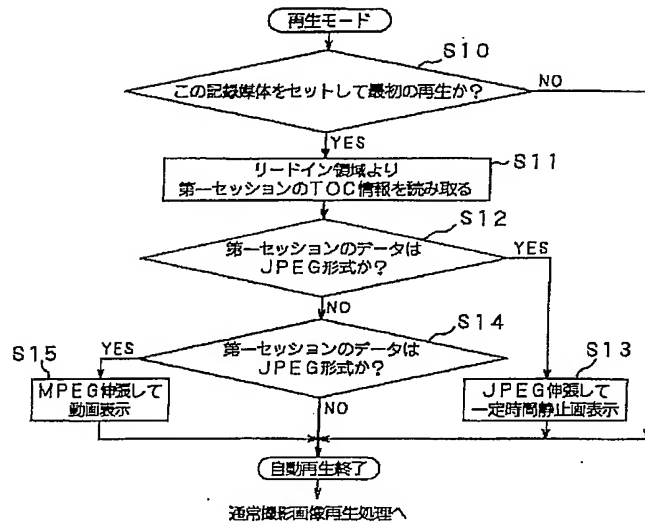 再生モード
S10
この記録媒体をセットして最初の再生か?
NO
YES
S11
リードイン領域より
第一セッションのTOC情報を読み取る
S12
第一セッションのデータは
JPEG形式か?
YES
NO
S14
第一セッションのデータは
JPEG形式か?
YES
S15
MPEG伸張して
動画表示
S13
JPEG伸張して
一定時間静止画表示
NO
自動再生終了
通常撮影画像再生処理へ